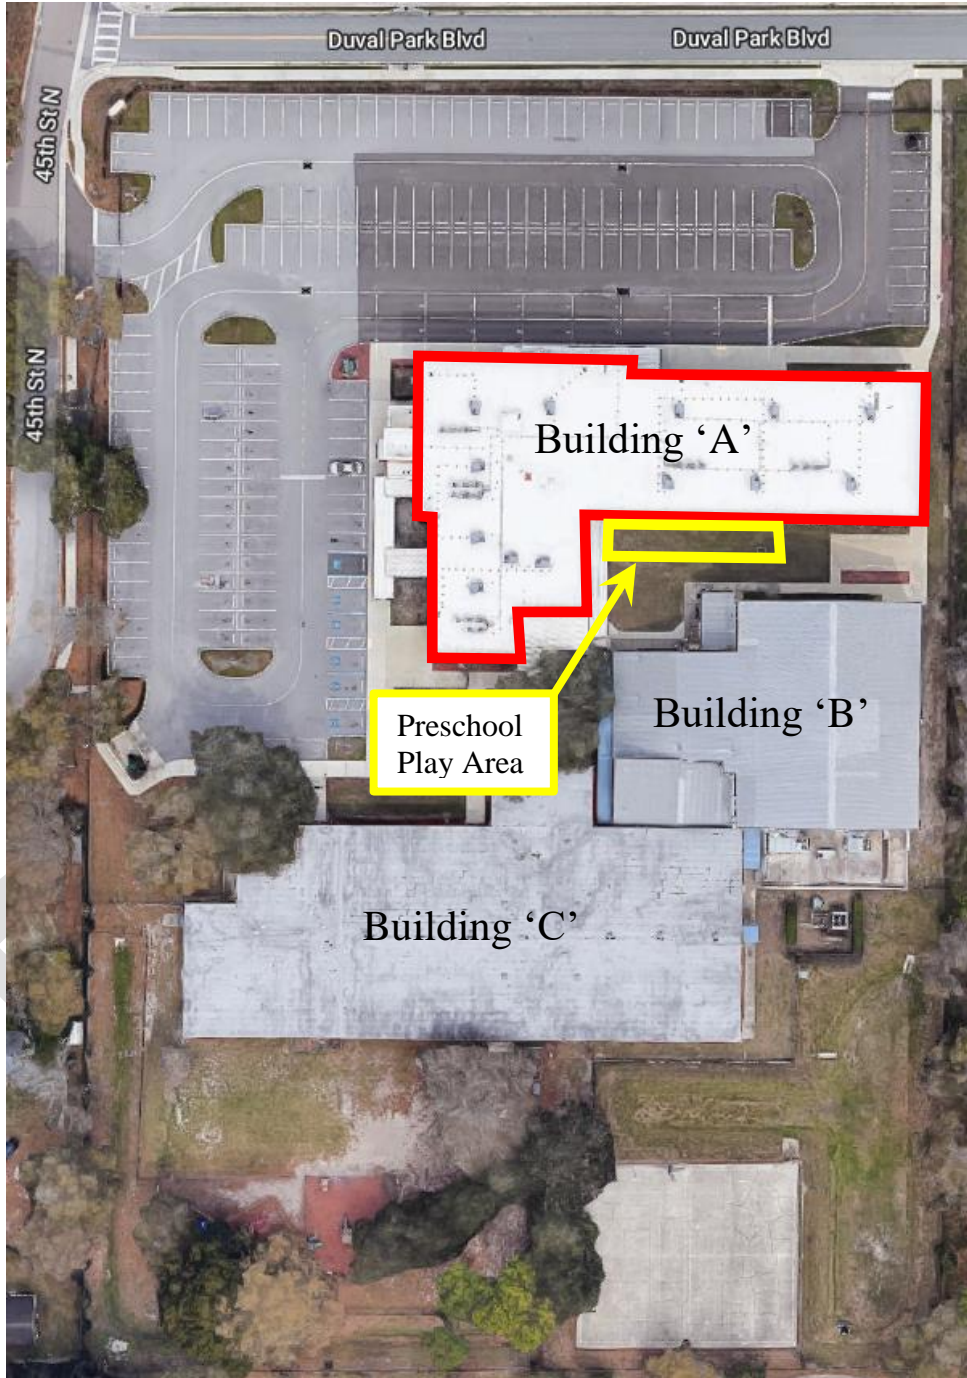 Duval Park Blvd
Duval Park Blvd
45th St N
45th St N
Building ‘A’
Building ‘B’
Preschool
Play Area
Building ‘C’